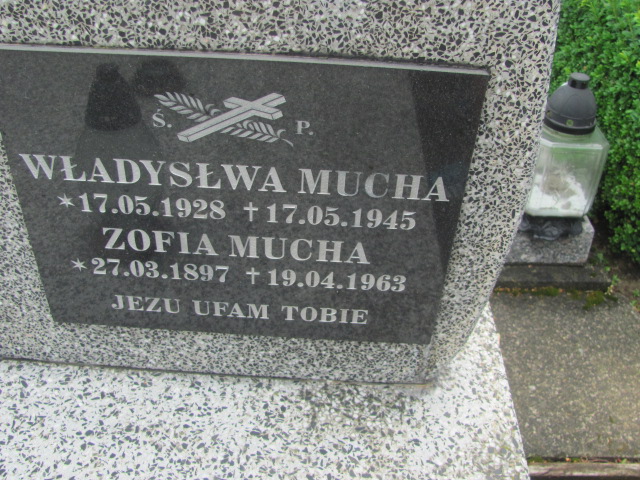 Ś. P.
WŁADYSŁWA MUCHA
*17.05.1928 †17.05.1945
ZOFIA MUCHA
*27.03.1897 †19.04.1963
JEZU UFAM TOBIE